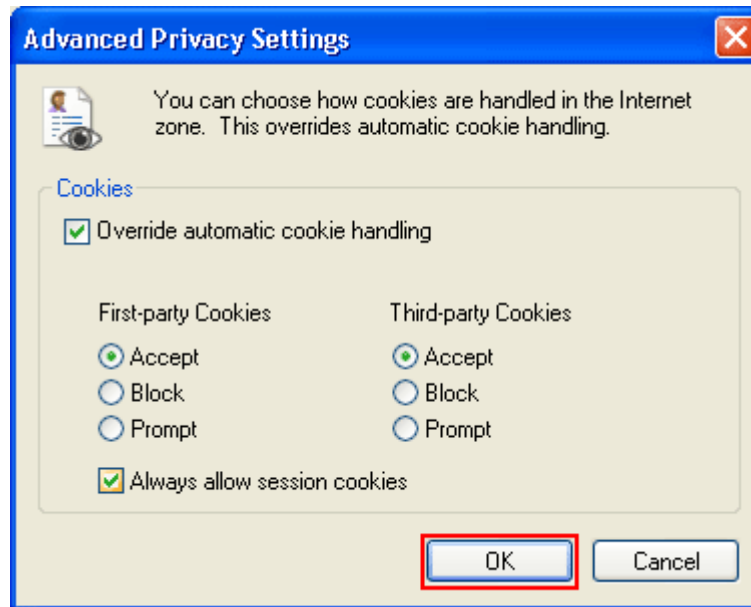 Advanced Privacy Settings
You can choose how cookies are handled in the Internet
zone. This overrides automatic cookie handling.
Cookies
Override automatic cookie handling
First-party Cookies
Third-party Cookies
Accept
Accept
Block
Block
Prompt
Prompt
Always allow session cookies
OK
Cancel